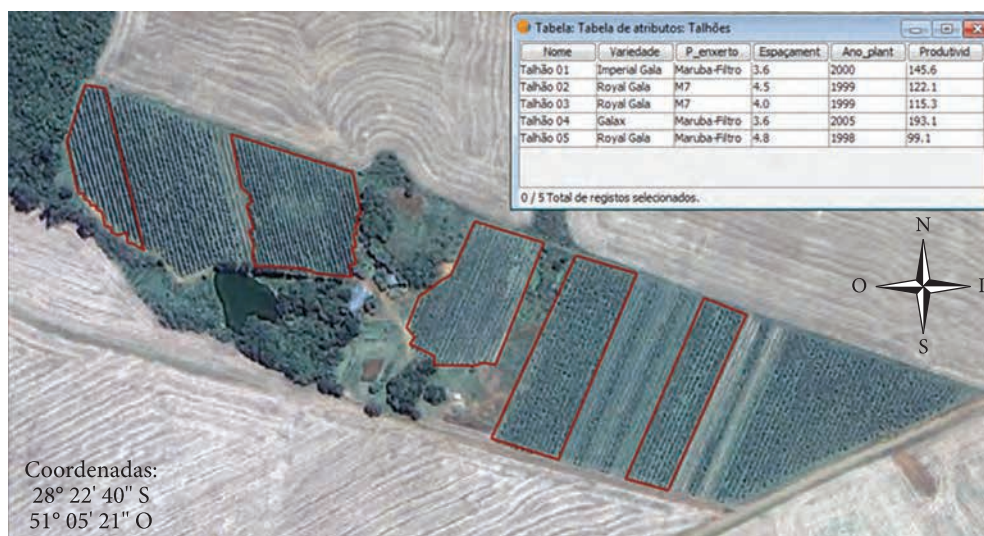 Tabela: Tabela de atributos: Talhões
Nome Variedade P_enxerto Espaçament Ano_plant Produtivid
Talhão 01 Imperial Gala Maruba-Filtro 3.6 2000 145.6
Talhão 02 Royal Gala M7 4.5 1999 122.1
Talhão 03 Royal Gala M7 4.0 1999 115.3
Talhão 04 Galax Maruba-Filtro 3.6 2005 193.1
Talhão 05 Royal Gala Maruba-Filtro 4.8 1998 99.1
0 / 5 Total de registos selecionados.
N
O
S
Coordenadas:
28° 22' 40" S
51° 05' 21" O